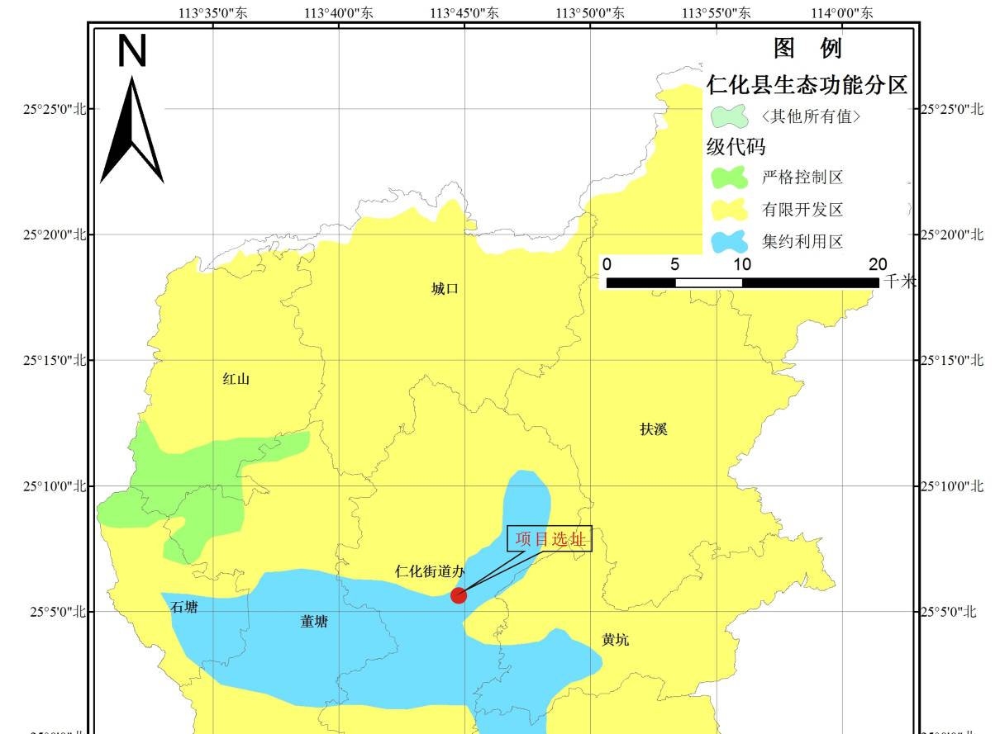 113°35'0"东 113°40'0"东 113°45'0"东 113°50'0"东 113°55'0"东 114°0'0"东
N
图 例
仁化县生态功能分区
<其他所有值>
级代码
严格控制区
有限开发区
集约利用区
0 5 10 20
千米
25°25'0"北 25°25'0"北
25°20'0"北 25°20'0"北
25°15'0"北 25°15'0"北
25°10'0"北 25°10'0"北
25°5'0"北 25°5'0"北
城口
红山
扶溪
项目选址
仁化街道办
石塘
董塘
黄坑